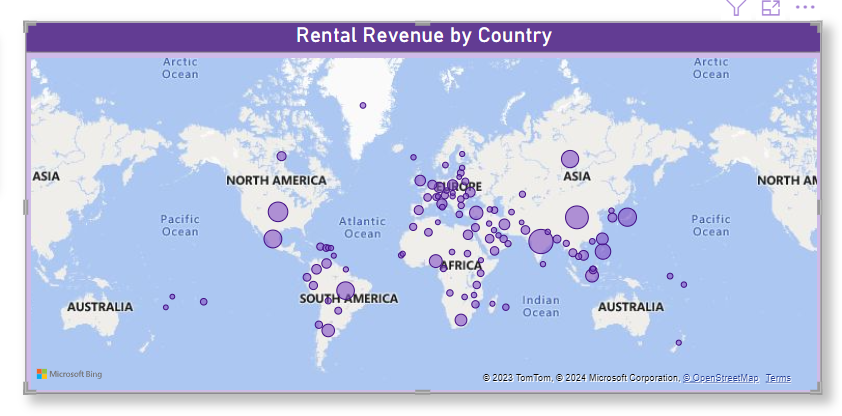 Rental Revenue by Country
Arctic
Ocean
Arctic
Ocean
ASIA
NORTH AMERICA
EUROPE
ASIA
NORTH AM
Pacific
Ocean
Atlantic
Ocean
Pacific
Ocean
AFRICA
AUSTRALIA
SOUTH AMERICA
Indian
Ocean
AUSTRALIA
Microsoft Bing
© 2023 TomTom, © 2024 Microsoft Corporation, © OpenStreetMap Terms